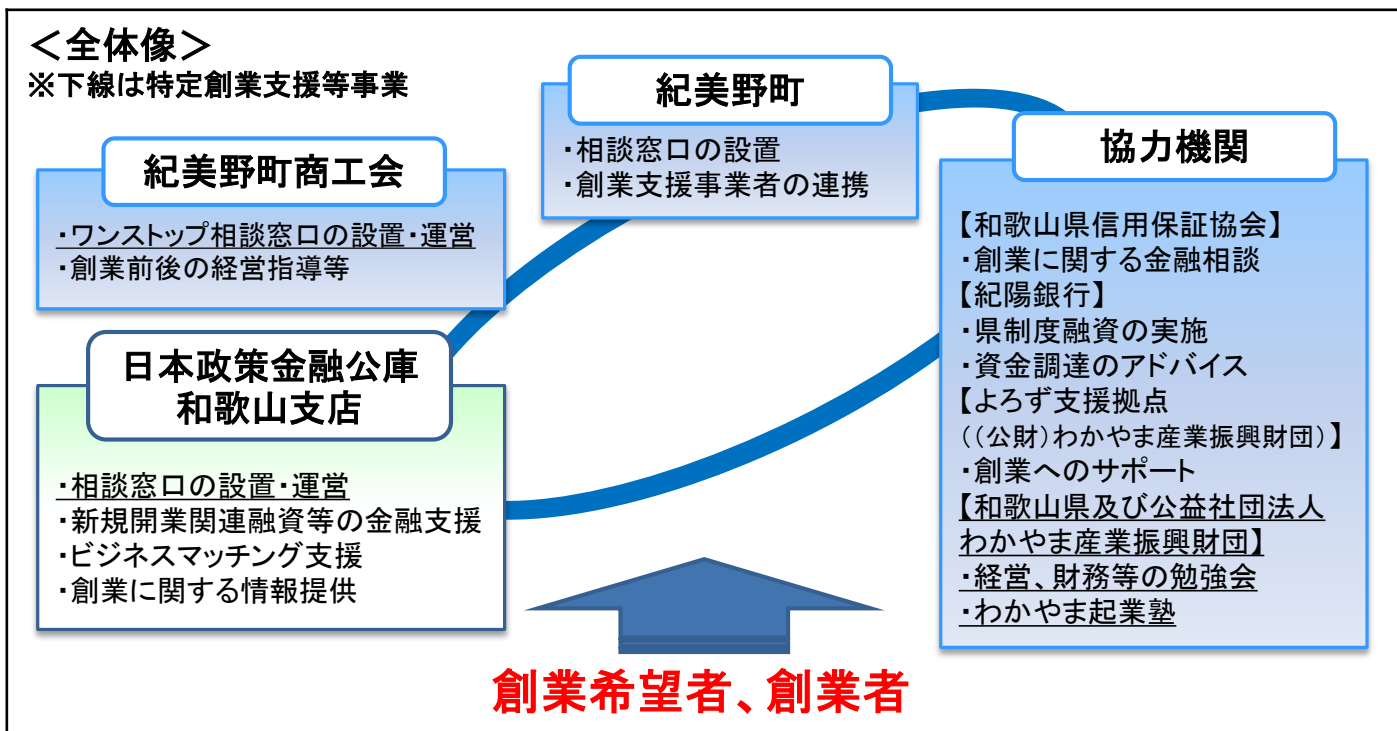 ＜全体像＞
※下線は特定創業支援等事業
紀美野町商工会
・ワンストップ相談窓口の設置・運営
・創業前後の経営指導等
日本政策金融公庫
和歌山支店
・相談窓口の設置・運営
・新規開業関連融資等の金融支援
・ビジネスマッチング支援
・創業に関する情報提供
紀美野町
・相談窓口の設置
・創業支援事業者の連携
協力機関
【和歌山県信用保証協会】
・創業に関する金融相談
【紀陽銀行】
・県制度融資の実施
・資金調達のアドバイス
【よろず支援拠点
（（公財）わかやま産業振興財団）】
・創業へのサポート
【和歌山県及び公益社団法人
わかやま産業振興財団】
・経営、財務等の勉強会
・わかやま起業塾
創業希望者、創業者